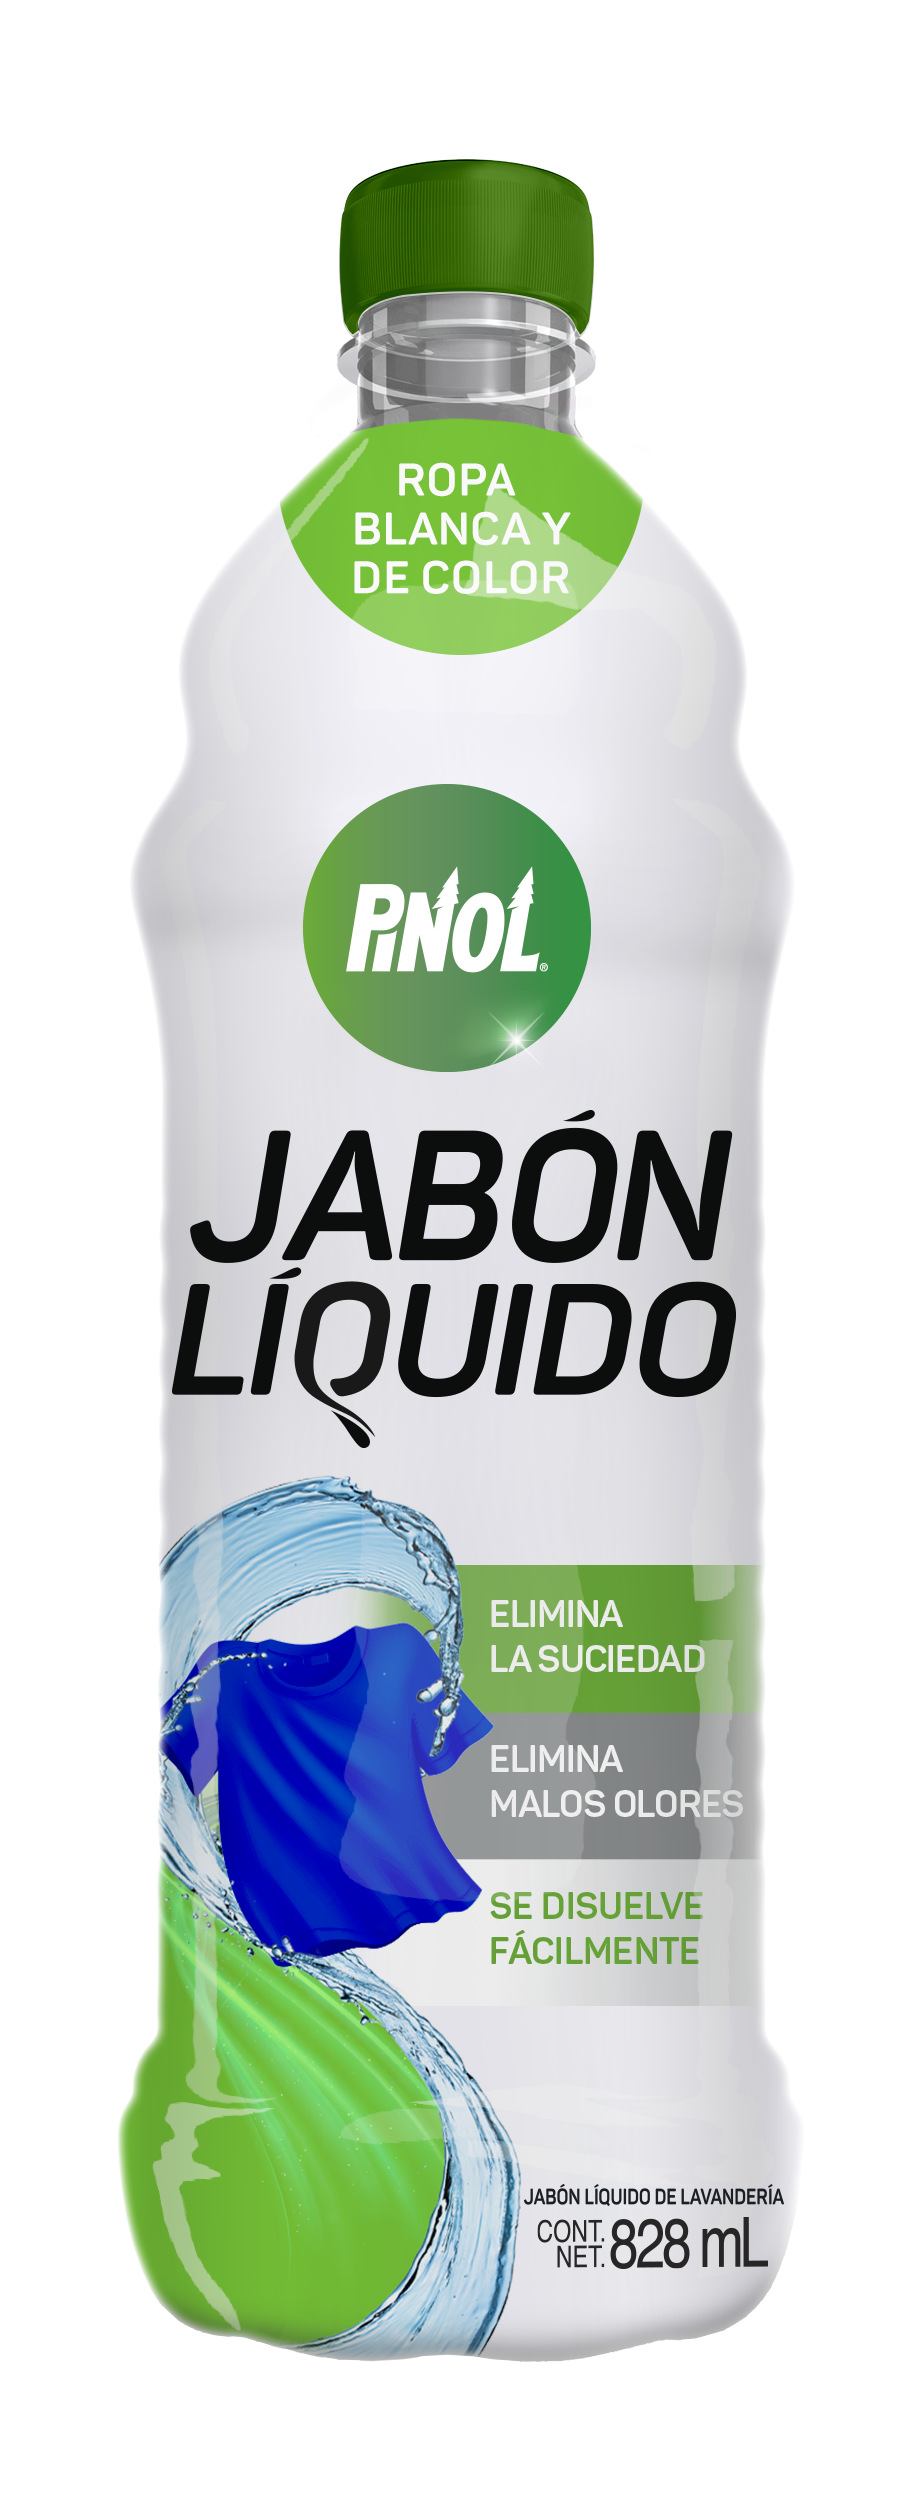 ROPA
BLANCA Y
DE COLOR
PINOL®
JABÓN
LÍQUIDO
ELIMINA
LA SUCIEDAD
ELIMINA
MALOS OLORES
SE DISUELVE
FÁCILMENTE
JABÓN LÍQUIDO DE LAVANDERÍA
CONT.
NET. 828 mL